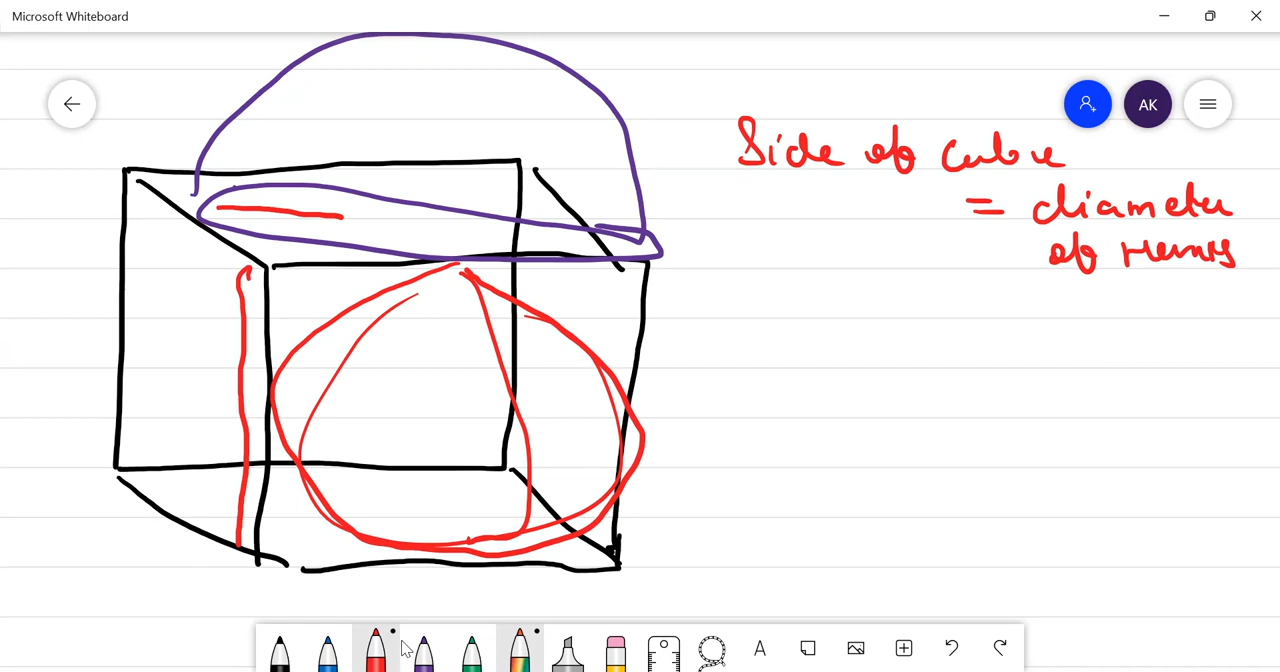 Microsoft Whiteboard
AK
Side of cube
= diameter
of Hemis
A